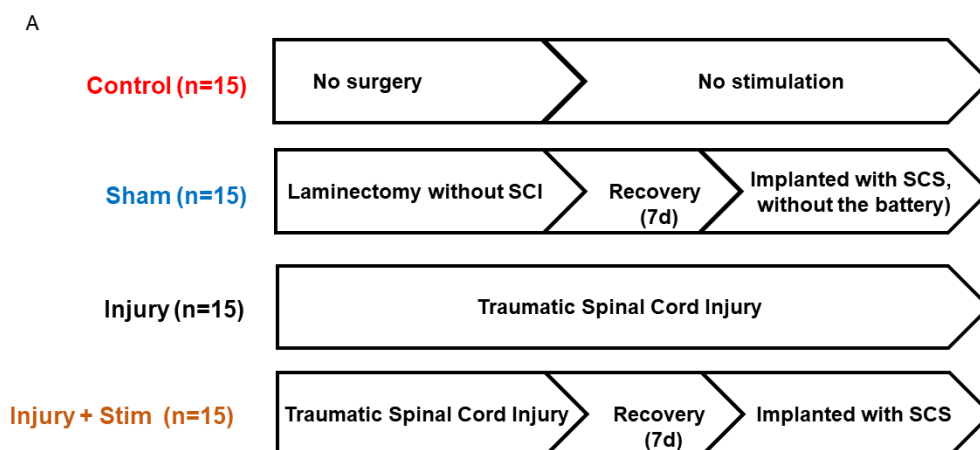 A
Control (n=15)
No surgery
No stimulation
Sham (n=15)
Laminectomy without SCI
Recovery
(7d)
Implanted with SCS,
without the battery)
Injury (n=15)
Traumatic Spinal Cord Injury
Injury + Stim (n=15)
Traumatic Spinal Cord Injury
Recovery
(7d)
Implanted with SCS